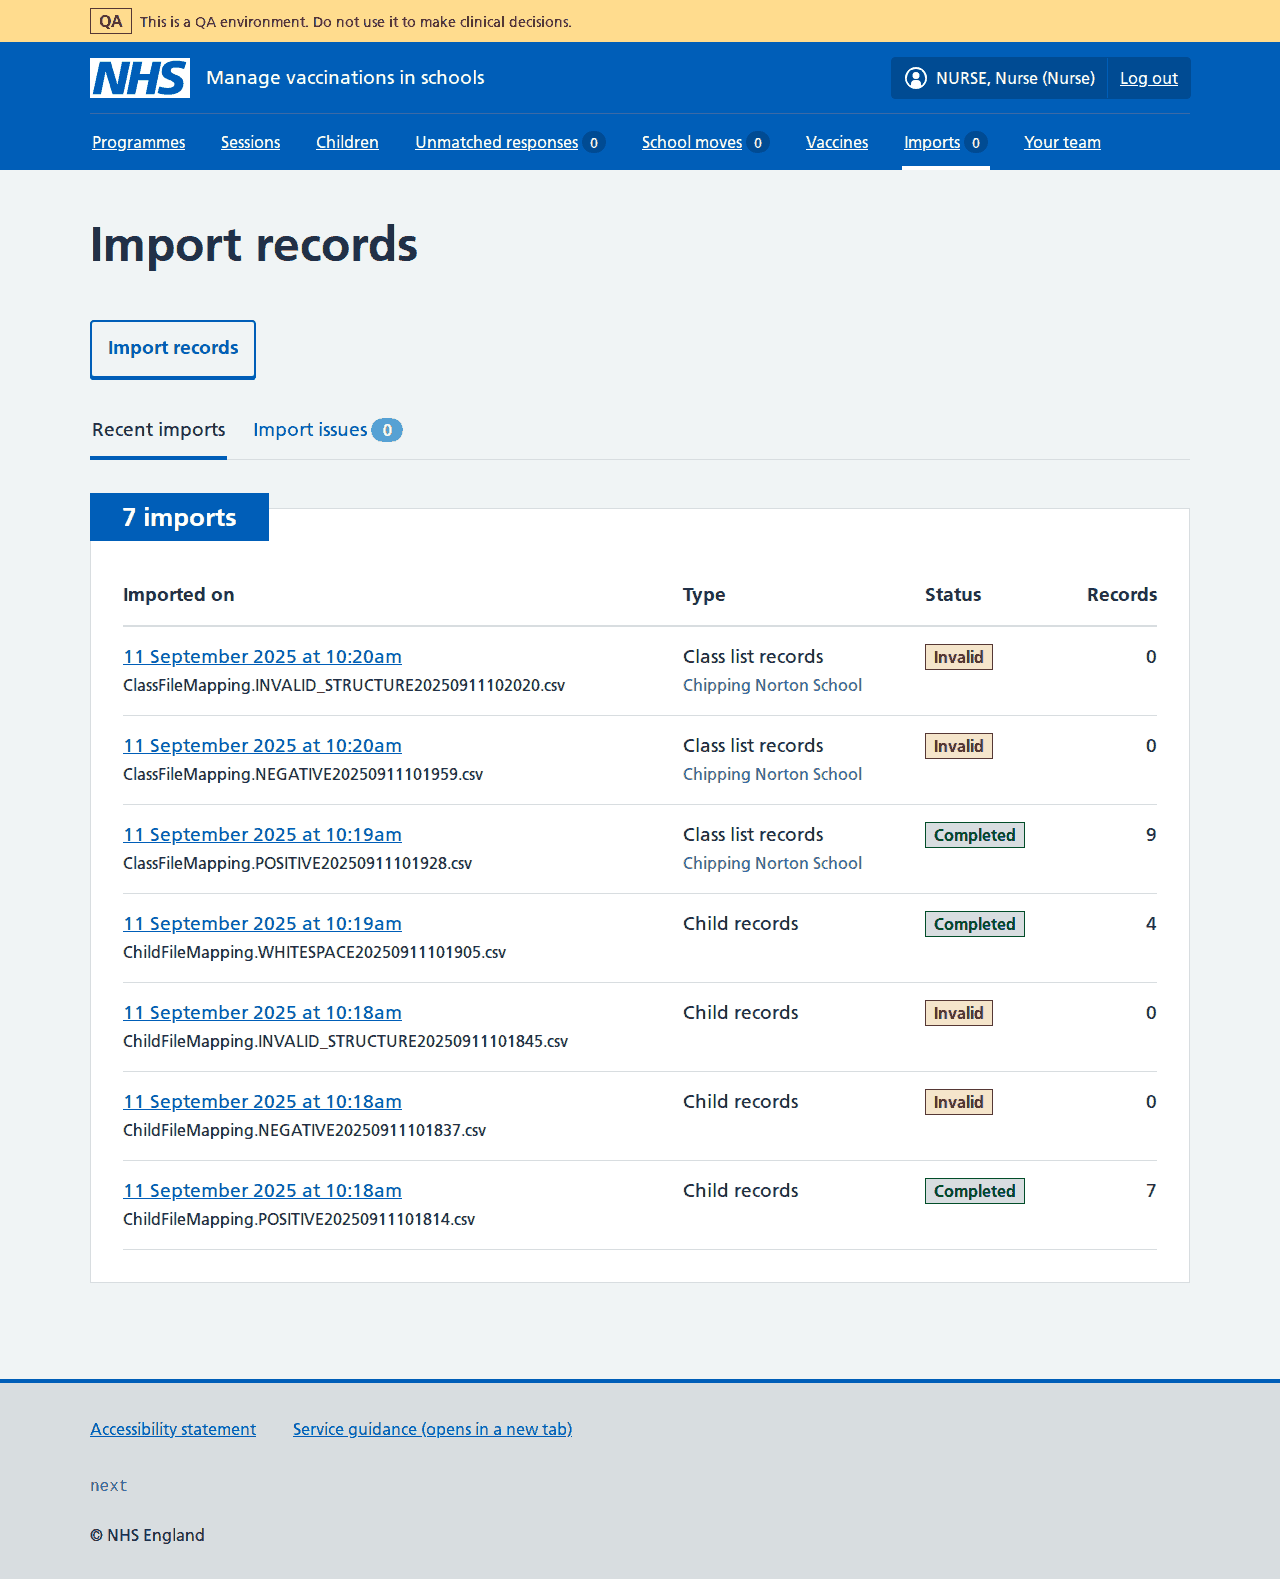 QA This is a QA environment. Do not use it to make clinical decisions.
NHS Manage vaccinations in schools NURSE, Nurse (Nurse) Log out
Programmes Sessions Children Unmatched responses 0 School moves 0 Vaccines Imports 0 Your team
Import records
Import records
Recent imports Import issues 0
7 imports
Imported on Type Status Records
11 September 2025 at 10:20am Class list records Invalid 0
ClassFileMapping.INVALID_STRUCTURE20250911102020.csv Chipping Norton School
11 September 2025 at 10:20am Class list records Invalid 0
ClassFileMapping.NEGATIVE20250911101959.csv Chipping Norton School
11 September 2025 at 10:19am Class list records Completed 9
ClassFileMapping.POSITIVE20250911101928.csv Chipping Norton School
11 September 2025 at 10:19am Child records Completed 4
ChildFileMapping.WHITESPACE20250911101905.csv
11 September 2025 at 10:18am Child records Invalid 0
ChildFileMapping.INVALID_STRUCTURE20250911101845.csv
11 September 2025 at 10:18am Child records Invalid 0
ChildFileMapping.NEGATIVE20250911101837.csv
11 September 2025 at 10:18am Child records Completed 7
ChildFileMapping.POSITIVE20250911101814.csv
Accessibility statement Service guidance (opens in a new tab)
next
© NHS England